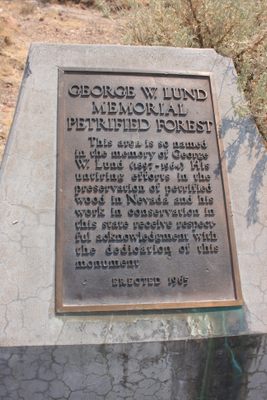 GEORGE W. LUND
MEMORIAL
PETRIFIED FOREST
This area is so named
in the memory of George
W. Lund (1897-1964) His
untiring efforts in the
preservation of petrified
wood in Nevada and his
work in conservation in
this state receive respect-
ful acknowledgment with
the dedication of this
monument
ERECTED 1965